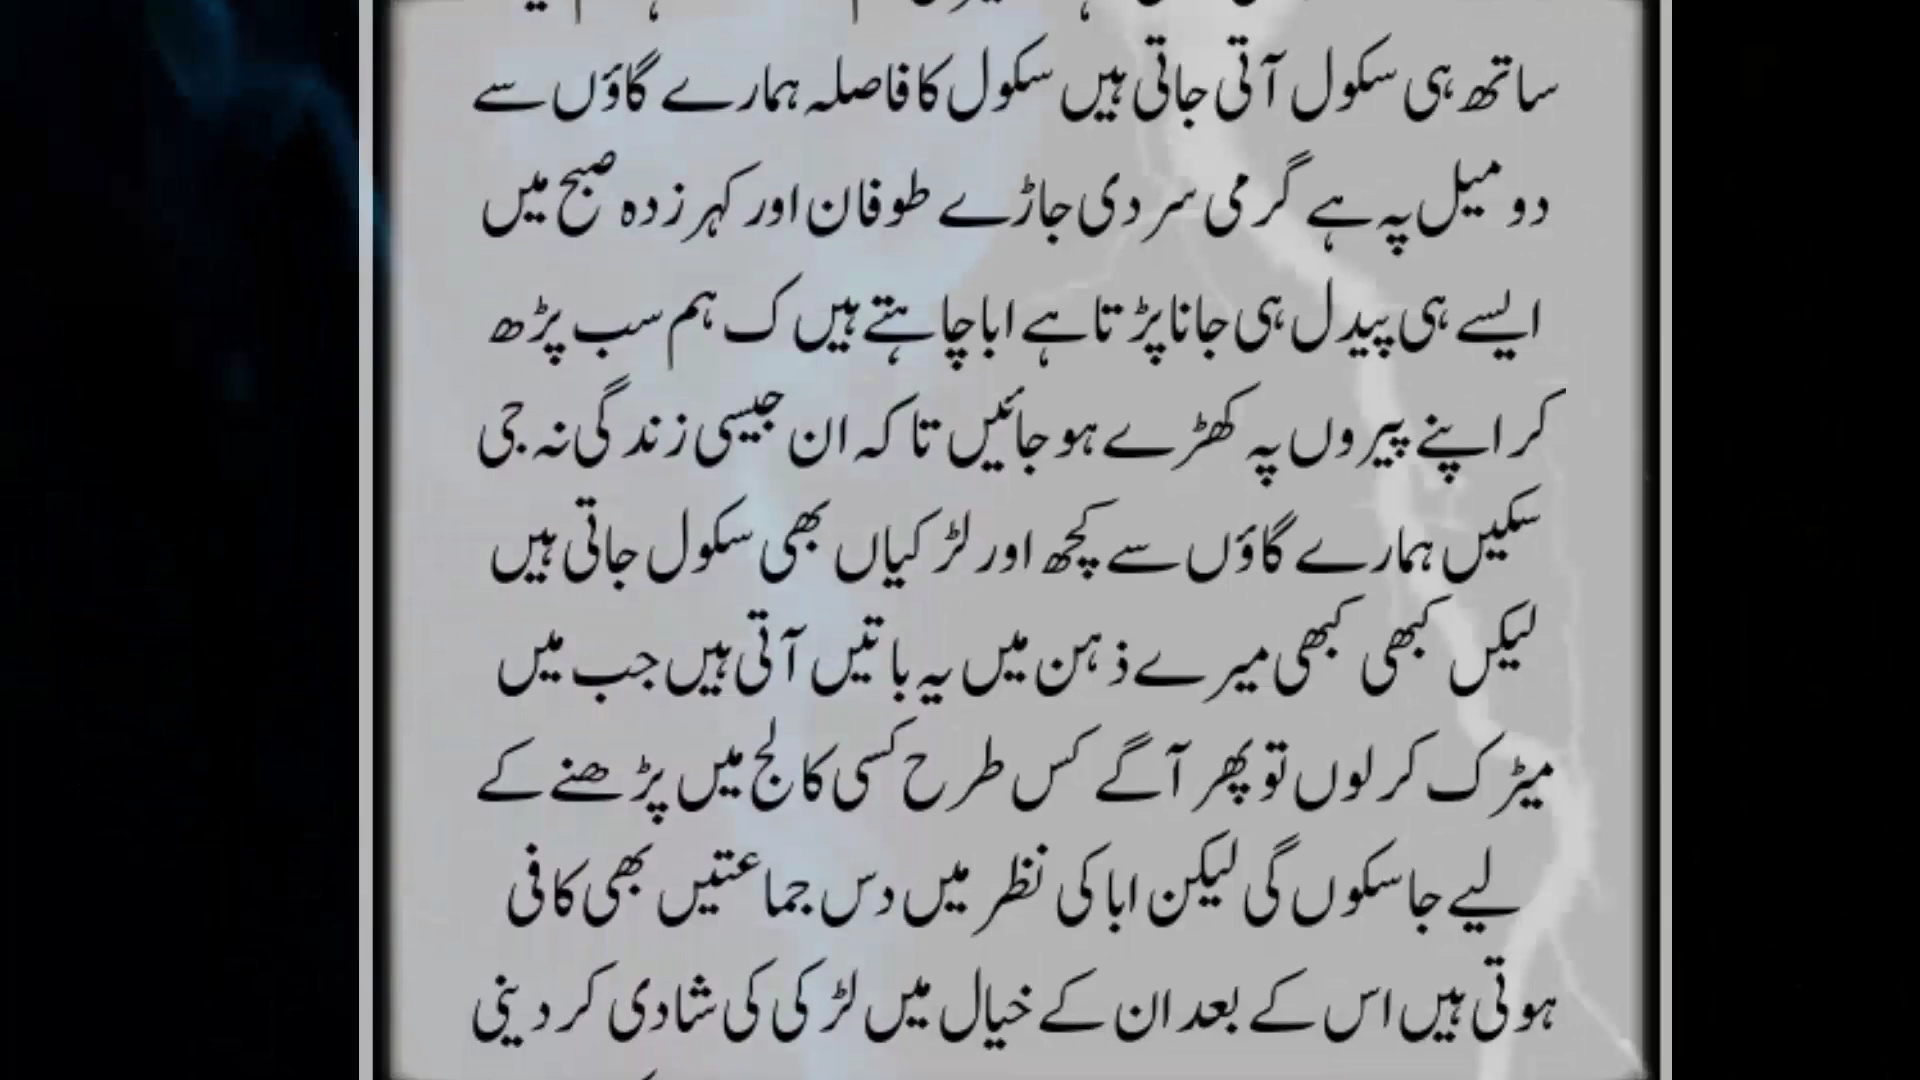 ساتھ ہی سکول آتی جاتی ہیں سکول کا فاصلہ ہمارے گاؤں سے
دو میل پہ ہے گرمی سردی جاڑے طوفان اور کہر زدہ صبح میں
ایسے ہی پیدل ہی جانا پڑتا ہے ابا چاہتے ہیں ک ہم سب پڑھ
کر اپنے پیروں پہ کھڑے ہو جائیں تاکہ ان جیسی زندگی نہ جی
سکیں ہمارے گاؤں سے کچھ اور لڑکیاں بھی سکول جاتی ہیں
لیکں کبھی کبھی میرے ذہن میں یہ باتیں آتی ہیں جب میں
میٹرک کر لوں تو پھر آگے کس طرح کسی کالج میں پڑھنے کے
لیے جا سکوں گی لیکن ابا کی نظر میں دس جماعتیں بھی کافی
ہوتی ہیں اس کے بعد ان کے خیال میں لڑکی کی شادی کر دینی